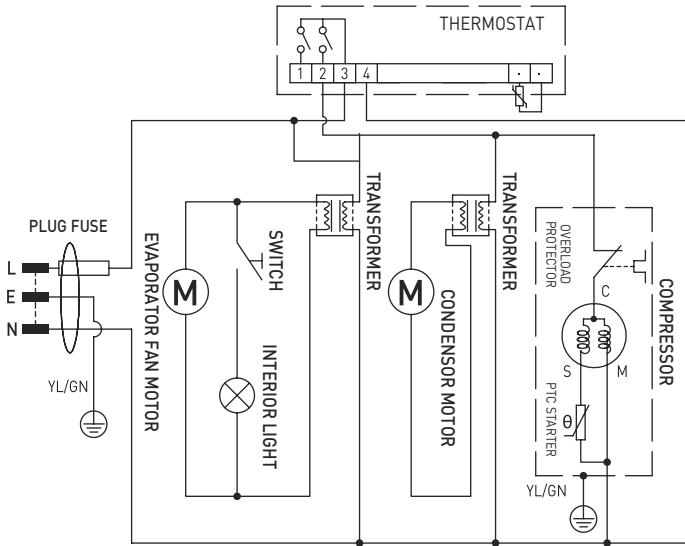 THERMOSTAT
1 2 3 4
PLUG FUSE
L
E
N
YL/GN
EVAPORATOR FAN MOTOR
M
SWITCH
INTERIOR LIGHT
TRANSFORMER
M
CONDENSOR MOTOR
TRANSFORMER
OVERLOAD
PROTECTOR
C
S
M
θ
PTC STARTER
COMPRESSOR
YL/GN